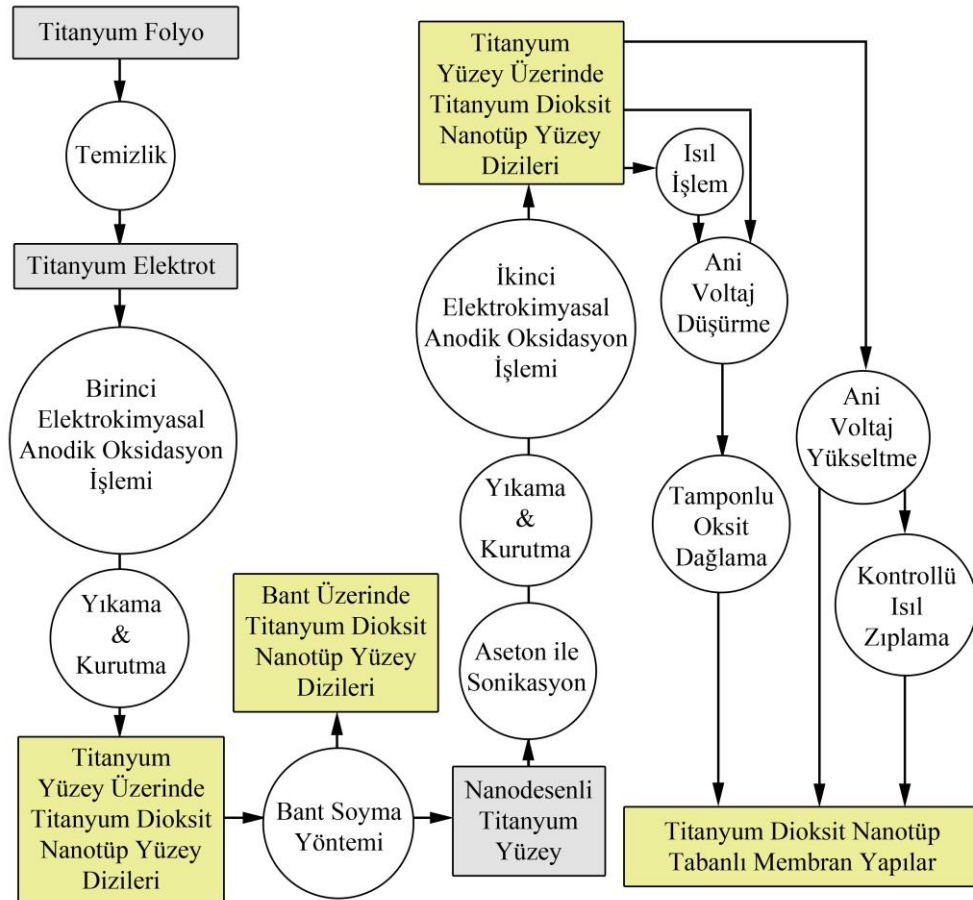 Titanyum Folyo
Temizlik
Titanyum Elektrot
Birinci
Elektrokimyasal
Anodik Oksidasyon
İşlemi
Yıkama
&
Kurutma
Titanyum
Yüzey Üzerinde
Titanyum Dioksit
Nanotüp Yüzey
Dizileri
Bant Soyma
Yöntemi
Bant Üzerinde
Titanyum Dioksit
Nanotüp Yüzey
Dizileri
Nanodesenli
Titanyum
Yüzey
Aseton ile
Sonikasyon
Yıkama
&
Kurutma
İkinci
Elektrokimyasal
Anodik Oksidasyon
İşlemi
Titanyum
Yüzey Üzerinde
Titanyum Dioksit
Nanotüp Yüzey
Dizileri
Isıl
İşlem
Ani
Voltaj
Düşürme
Tamponlu
Oksit
Dağlama
Ani
Voltaj
Yükseltme
Kontrollü
Isıl
Zıplama
Titanyum Dioksit Nanotüp
Tabanlı Membran Yapılar